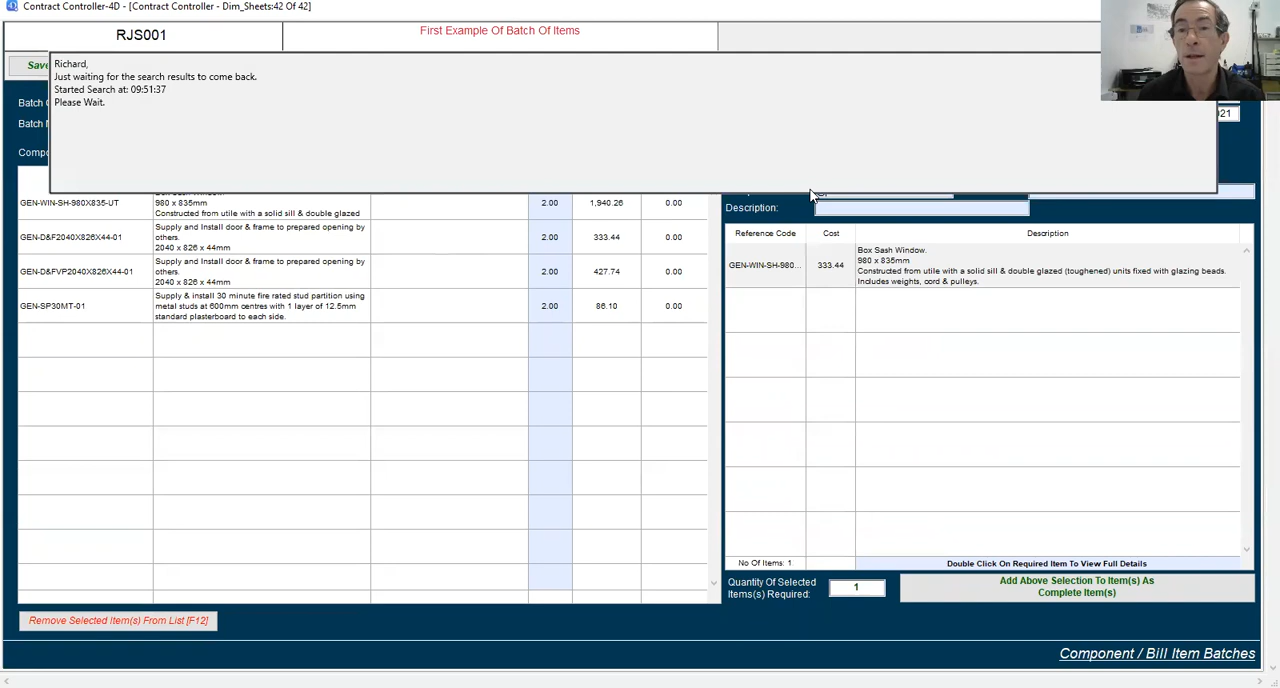 Contract Controller-4D - [Contract Controller - Dim_Sheets:42 Of 42]
RJS001
First Example Of Batch Of Items
Save
Richard,
Just waiting for the search results to come back.
Started Search at: 09:51:37
Please Wait.
Batch
Batch
021
GEN-WIN-SH-980X835-UT
980 x 835mm
Constructed from utile with a solid sill & double glazed
2.00
1,940.26
0.00
GEN-D&F2040X826X44-01
Supply and Install door & frame to prepared opening by
others.
2040 x 826 x 44mm
2.00
333.44
0.00
GEN-D&FVP2040X826X44-01
Supply and Install door & frame to prepared opening by
others.
2040 x 826 x 44mm
2.00
427.74
0.00
GEN-SP30MT-01
Supply & install 30 minute fire rated stud partition using
metal studs at 600mm centres with 1 layer of 12.5mm
standard plasterboard to each side.
2.00
86.10
0.00
Description:
Reference Code
Cost
Description
GEN-WIN-SH-980...
333.44
Box Sash Window.
980 x 835mm
Constructed from utile with a solid sill & double glazed (toughened) units fixed with glazing beads.
Includes weights, cord & pulleys.
No Of Items: 1
Double Click On Required Item To View Full Details
Quantity Of Selected
Items(s) Required:
1
Add Above Selection To Item(s) As
Complete Item(s)
Remove Selected Item(s) From List [F12]
Component / Bill Item Batches